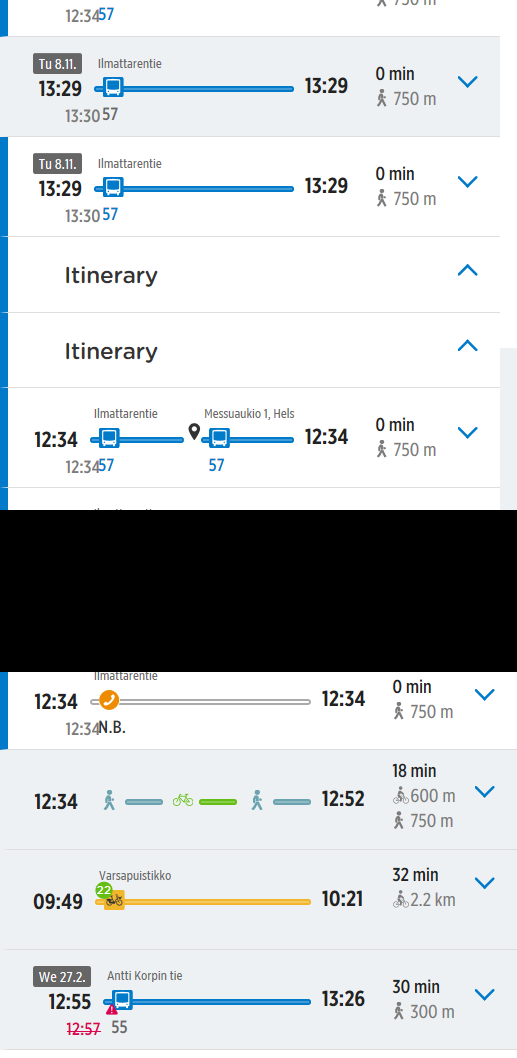 750 m
12:34 57
Tu 8.11. Ilmattarentie
13:29 13:29 0 min
750 m
13:30 57
Tu 8.11. Ilmattarentie
13:29 13:29 0 min
750 m
13:30 57
Itinerary
Itinerary
Ilmattarentie Messuaukio 1, Hels
12:34 12:34 0 min
750 m
12:34 57 57
Ilmattarentie
12:34 12:34 0 min
750 m
12:34 N.B.
18 min
12:34 12:52 600 m
750 m
Varsapuistikko 32 min
22
09:49 10:21 2.2 km
We 27.2. Antti Korpin tie
12:55 13:26 30 min
300 m
12:57 55